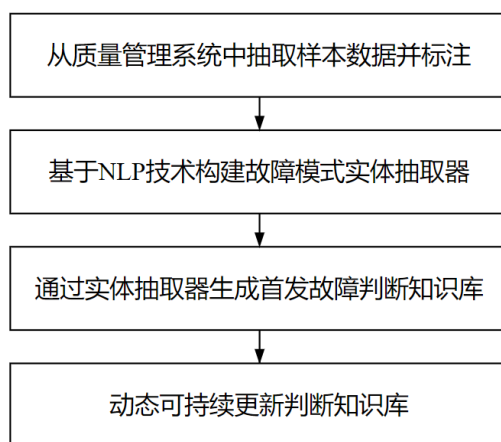 从质量管理系统中抽取样本数据并标注
基于NLP技术构建故障模式实体抽取器
通过实体抽取器生成首发故障判断知识库
动态可持续更新判断知识库